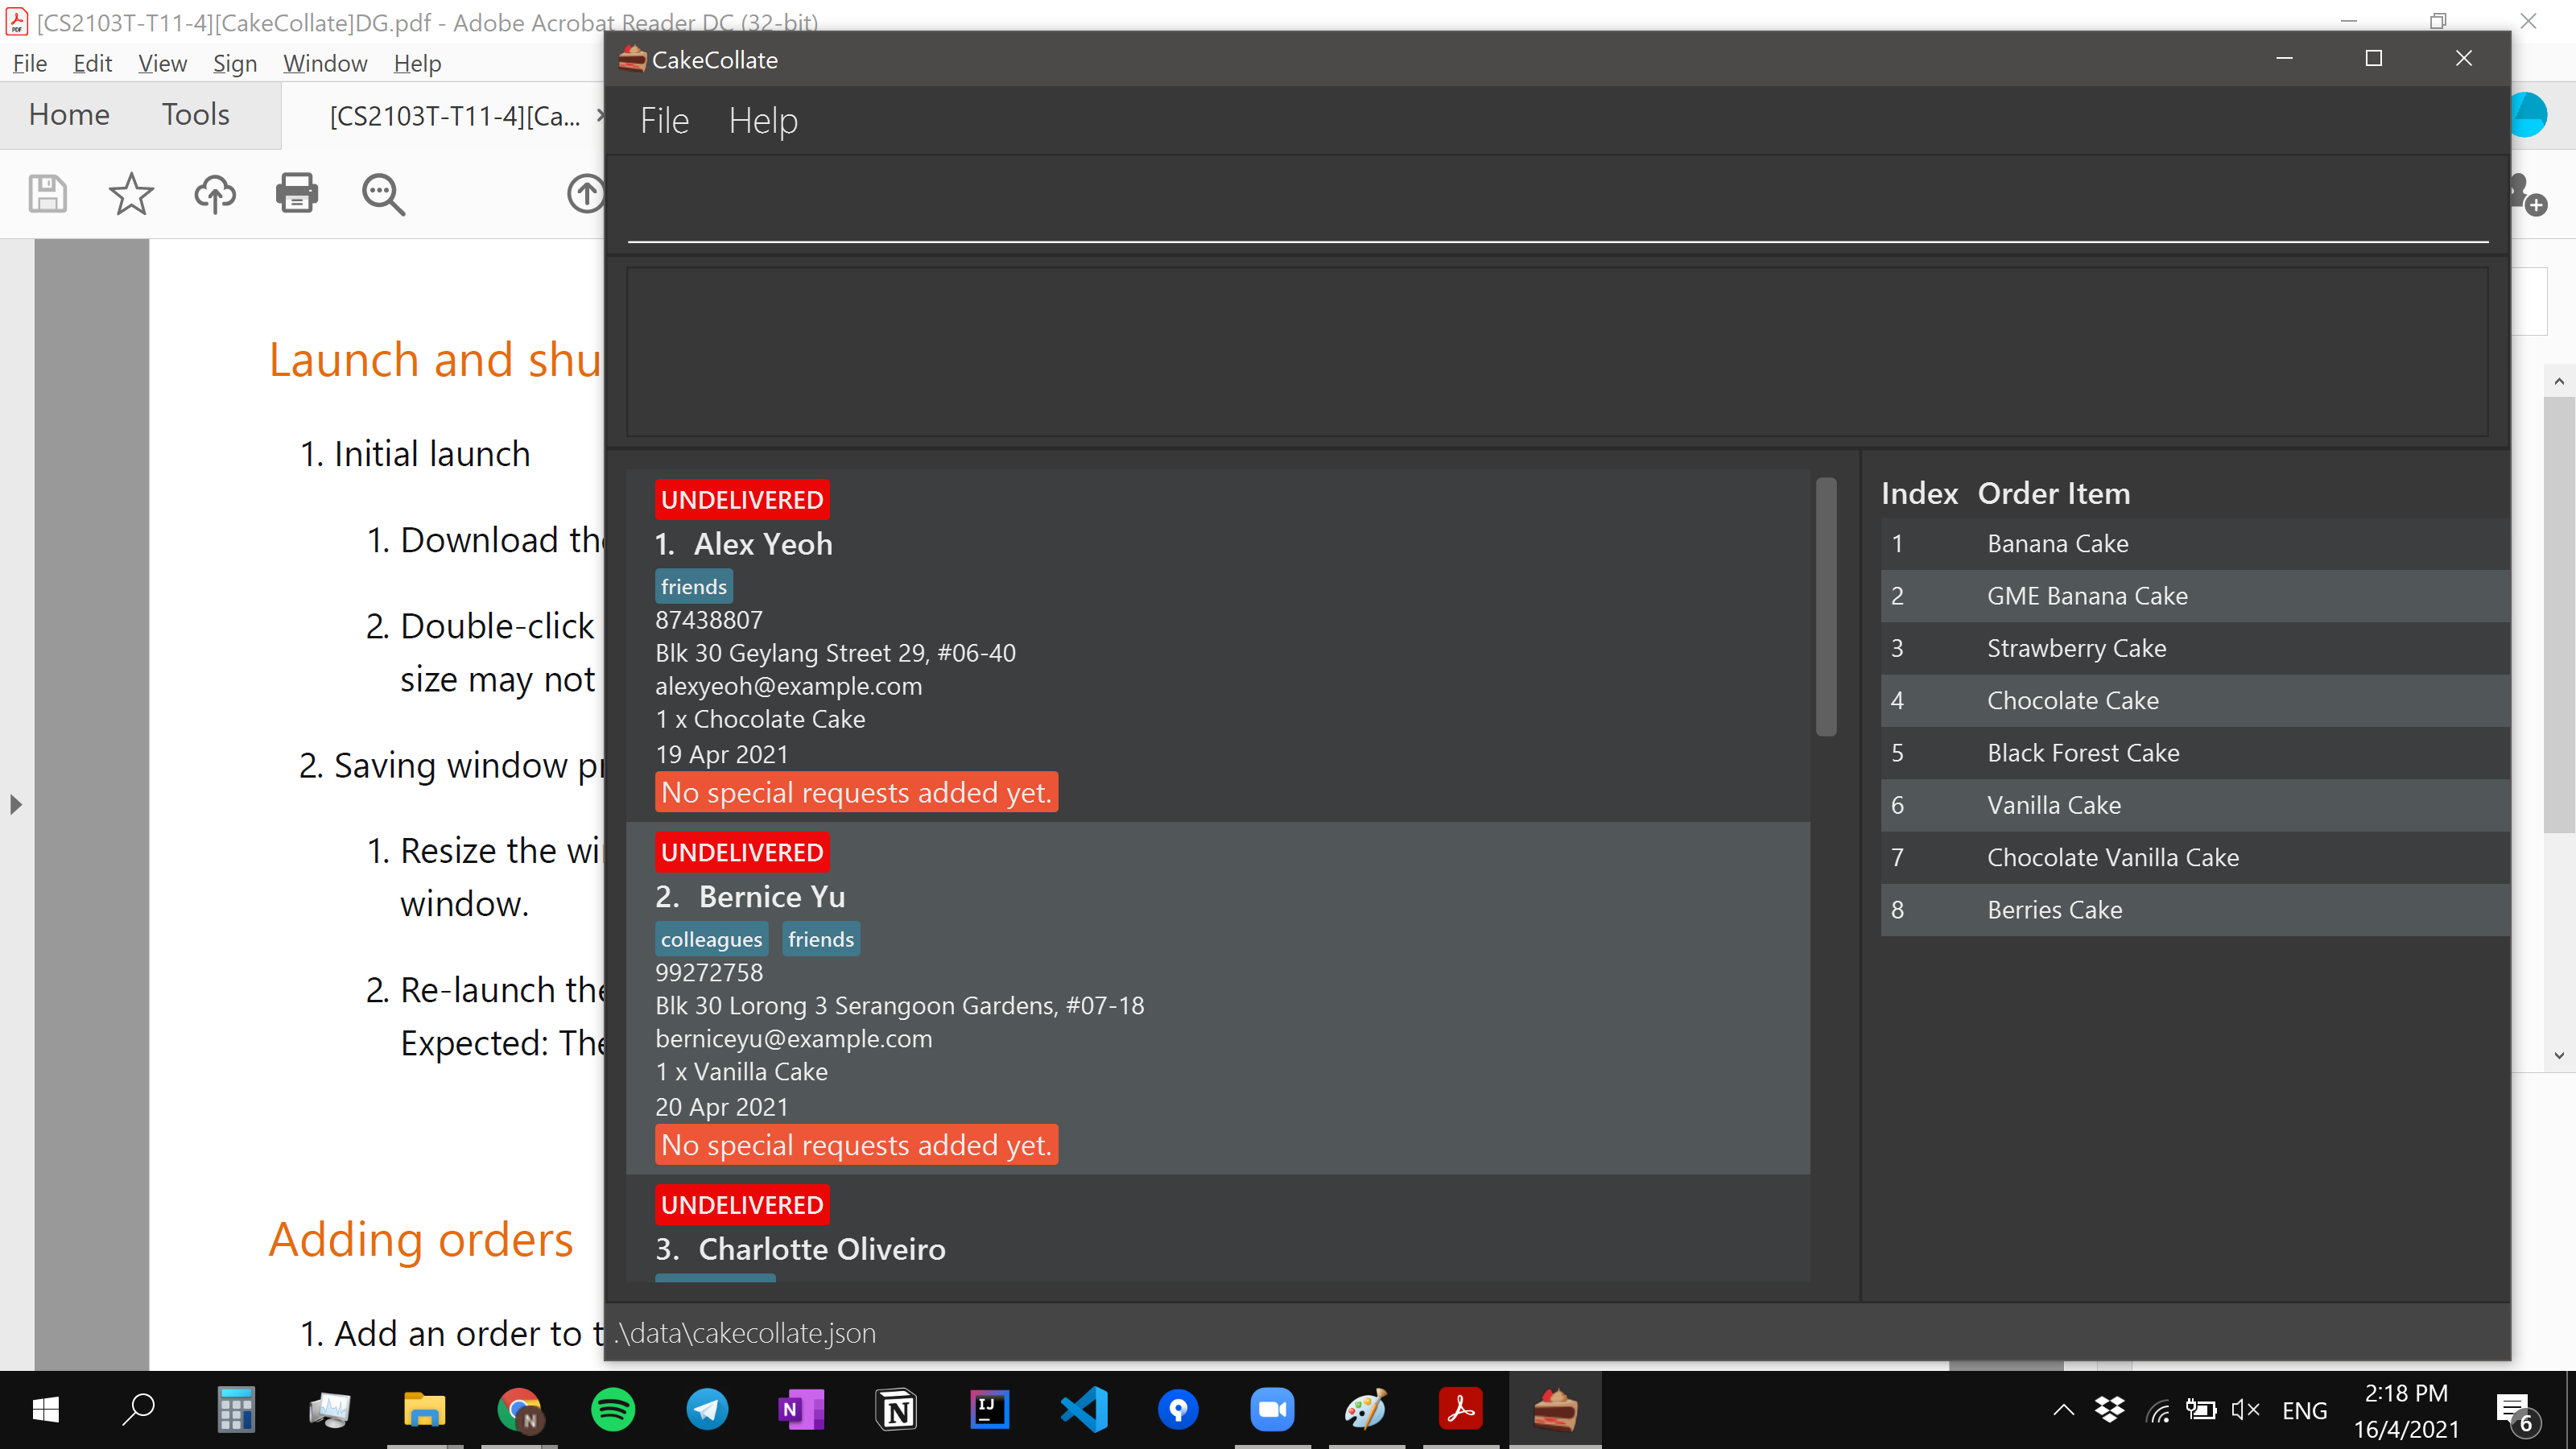 [CS2103T-T11-4][CakeCollate]DG.pdf - Adobe Acrobat Reader DC (32-bit)
File Edit View Sign Window Help
Home Tools [CS2103T-T11-4][Ca...
Launch and shu
1. Initial launch
1. Download the
2. Double-click
size may not
2. Saving window pr
1. Resize the wi
window.
2. Re-launch the
Expected: The
Adding orders
1. Add an order to t
CakeCollate
File Help
UNDELIVERED
1. Alex Yeoh
friends
87438807
Blk 30 Geylang Street 29, #06-40
alexyeoh@example.com
1 x Chocolate Cake
19 Apr 2021
No special requests added yet.
UNDELIVERED
2. Bernice Yu
colleagues friends
99272758
Blk 30 Lorong 3 Serangoon Gardens, #07-18
berniceyu@example.com
1 x Vanilla Cake
20 Apr 2021
No special requests added yet.
UNDELIVERED
3. Charlotte Oliveiro
Index Order Item
1 Banana Cake
2 GME Banana Cake
3 Strawberry Cake
4 Chocolate Cake
5 Black Forest Cake
6 Vanilla Cake
7 Chocolate Vanilla Cake
8 Berries Cake
.\data\cakecollate.json
ENG
2:18 PM
16/4/2021
6